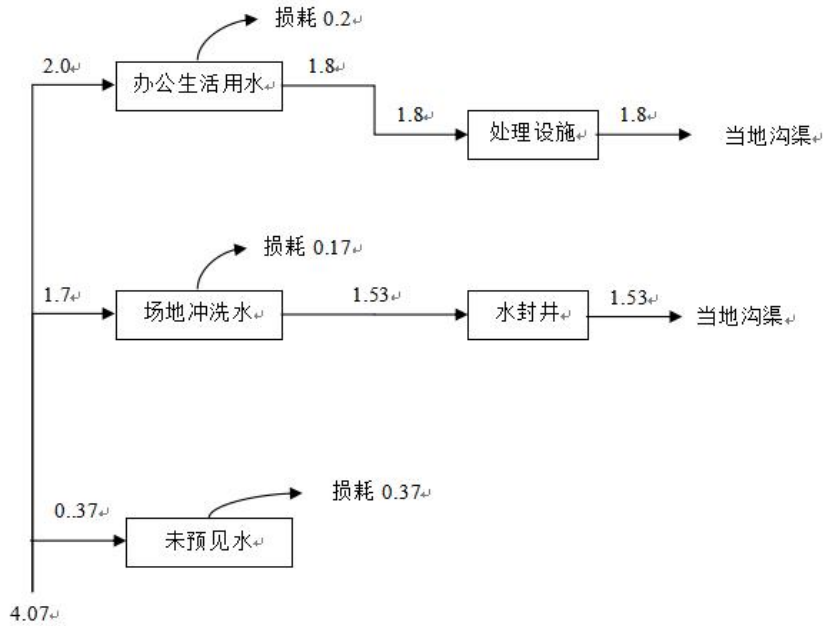 损耗 0.2
2.0
办公生活用水
1.8
1.8
处理设施
1.8
当地沟渠
损耗 0.17
1.7
场地冲洗水
1.53
水封井
1.53
当地沟渠
损耗 0.37
0..37
未预见水
4.07